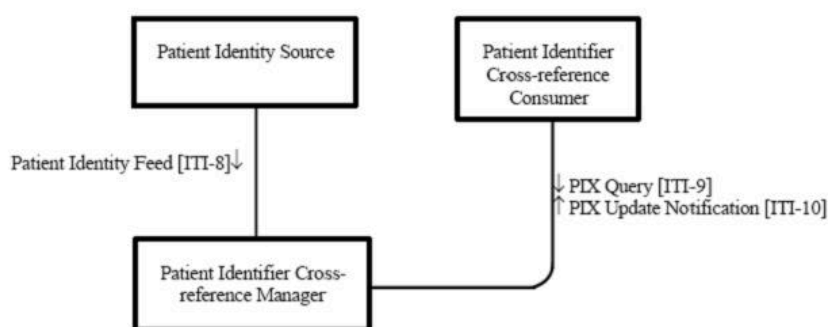 Patient Identity Source
Patient Identifier
Cross-reference
Consumer
Patient Identity Feed [ITI-8]↓
↓ PIX Query [ITI-9]
↑ PIX Update Notification [ITI-10]
Patient Identifier Cross-
reference Manager